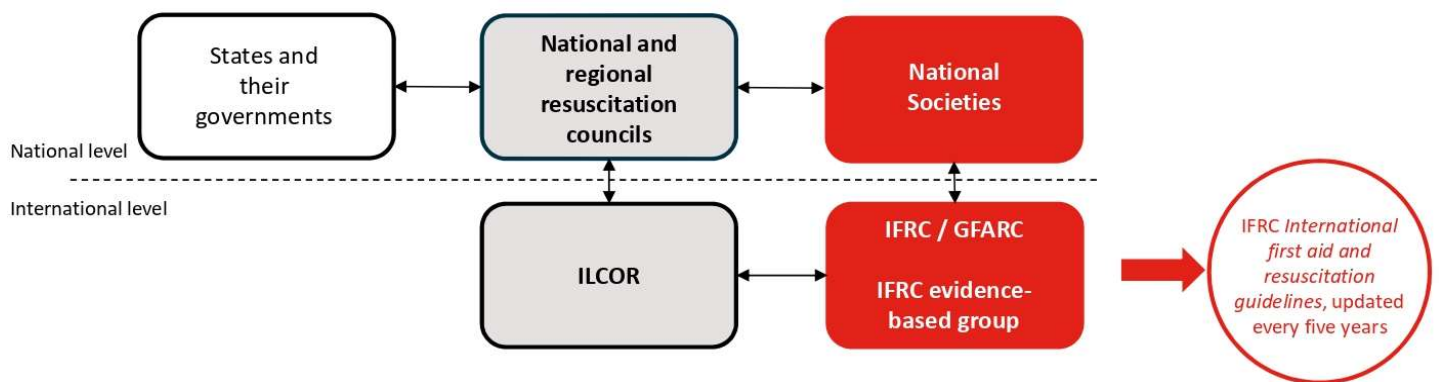 States and
their
governments
National and
regional
resuscitation
councils
National
Societies
National level
International level
ILCOR
IFRC / GFARC
IFRC evidence-
based group
IFRC International
first aid and
resuscitation
guidelines, updated
every five years